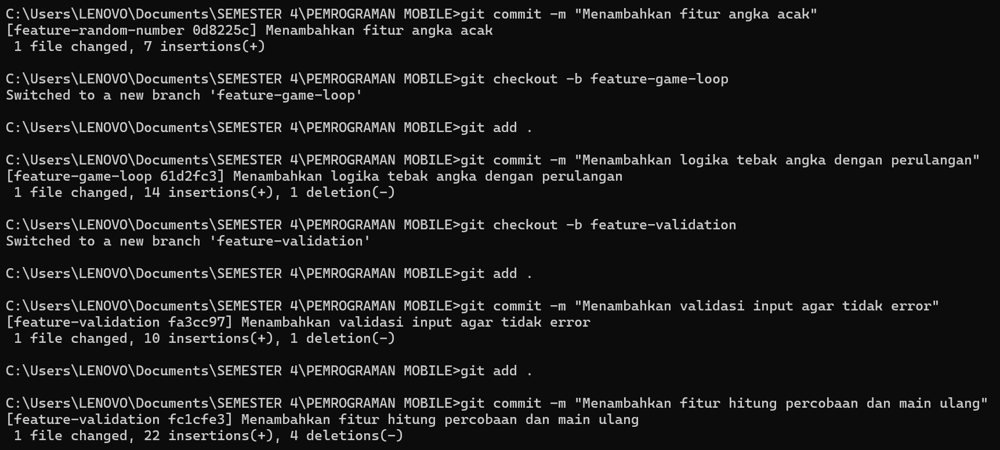 C:\Users\LENOVO\Documents\SEMESTER 4\PEMROGRAMAN MOBILE>git commit -m "Menambahkan fitur angka acak"
[feature-random-number 0d8225c] Menambahkan fitur angka acak
 1 file changed, 7 insertions(+)

C:\Users\LENOVO\Documents\SEMESTER 4\PEMROGRAMAN MOBILE>git checkout -b feature-game-loop
Switched to a new branch 'feature-game-loop'

C:\Users\LENOVO\Documents\SEMESTER 4\PEMROGRAMAN MOBILE>git add .

C:\Users\LENOVO\Documents\SEMESTER 4\PEMROGRAMAN MOBILE>git commit -m "Menambahkan logika tebak angka dengan perulangan"
[feature-game-loop 61d2fc3] Menambahkan logika tebak angka dengan perulangan
 1 file changed, 14 insertions(+), 1 deletion(-)

C:\Users\LENOVO\Documents\SEMESTER 4\PEMROGRAMAN MOBILE>git checkout -b feature-validation
Switched to a new branch 'feature-validation'

C:\Users\LENOVO\Documents\SEMESTER 4\PEMROGRAMAN MOBILE>git add .

C:\Users\LENOVO\Documents\SEMESTER 4\PEMROGRAMAN MOBILE>git commit -m "Menambahkan validasi input agar tidak error"
[feature-validation fa3cc97] Menambahkan validasi input agar tidak error
 1 file changed, 10 insertions(+), 1 deletion(-)

C:\Users\LENOVO\Documents\SEMESTER 4\PEMROGRAMAN MOBILE>git add .

C:\Users\LENOVO\Documents\SEMESTER 4\PEMROGRAMAN MOBILE>git commit -m "Menambahkan fitur hitung percobaan dan main ulang"
[feature-validation fc1cfe3] Menambahkan fitur hitung percobaan dan main ulang
 1 file changed, 22 insertions(+), 4 deletions(-)